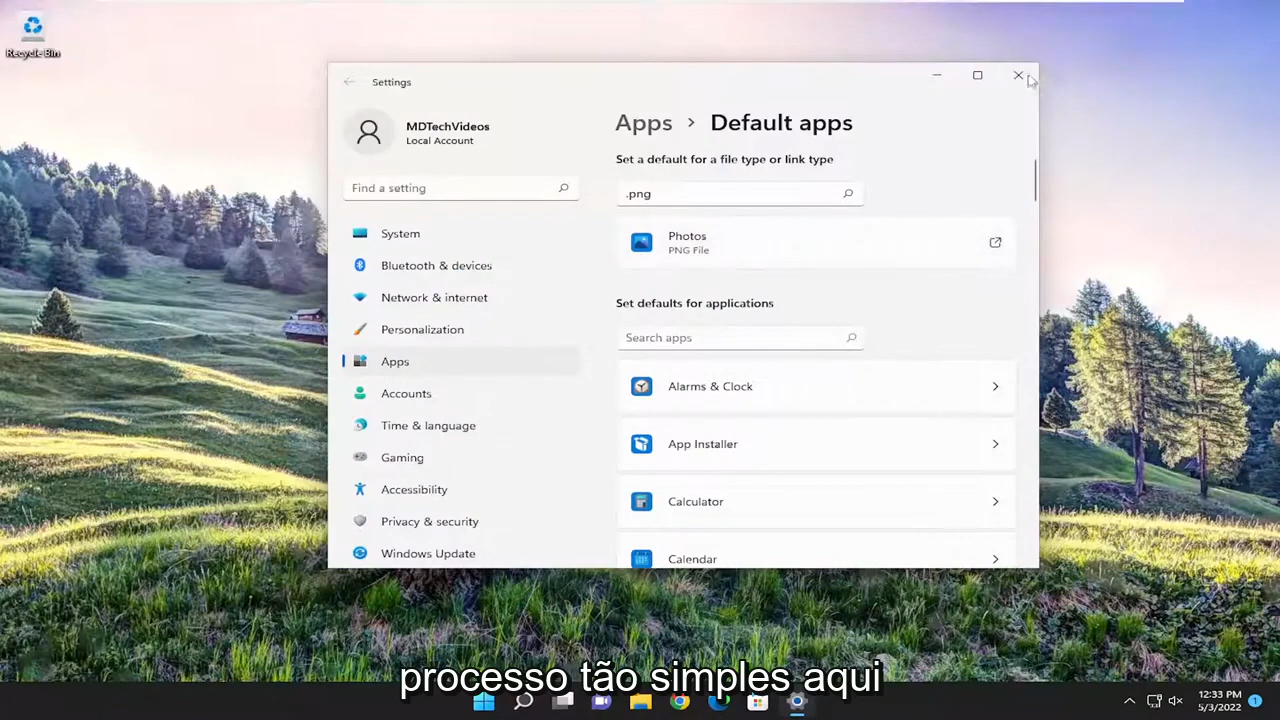 Recycle Bin
Settings
MDTechVideos
Local Account
Find a setting
System
Bluetooth & devices
Network & internet
Personalization
Apps
Accounts
Time & language
Gaming
Accessibility
Privacy & security
Windows Update
Apps > Default apps
Set a default for a file type or link type
.png
Photos
PNG File
Set defaults for applications
Search apps
Alarms & Clock
App Installer
Calculator
Calendar
processo tão simples aqui
12:33 PM
5/3/2022
1